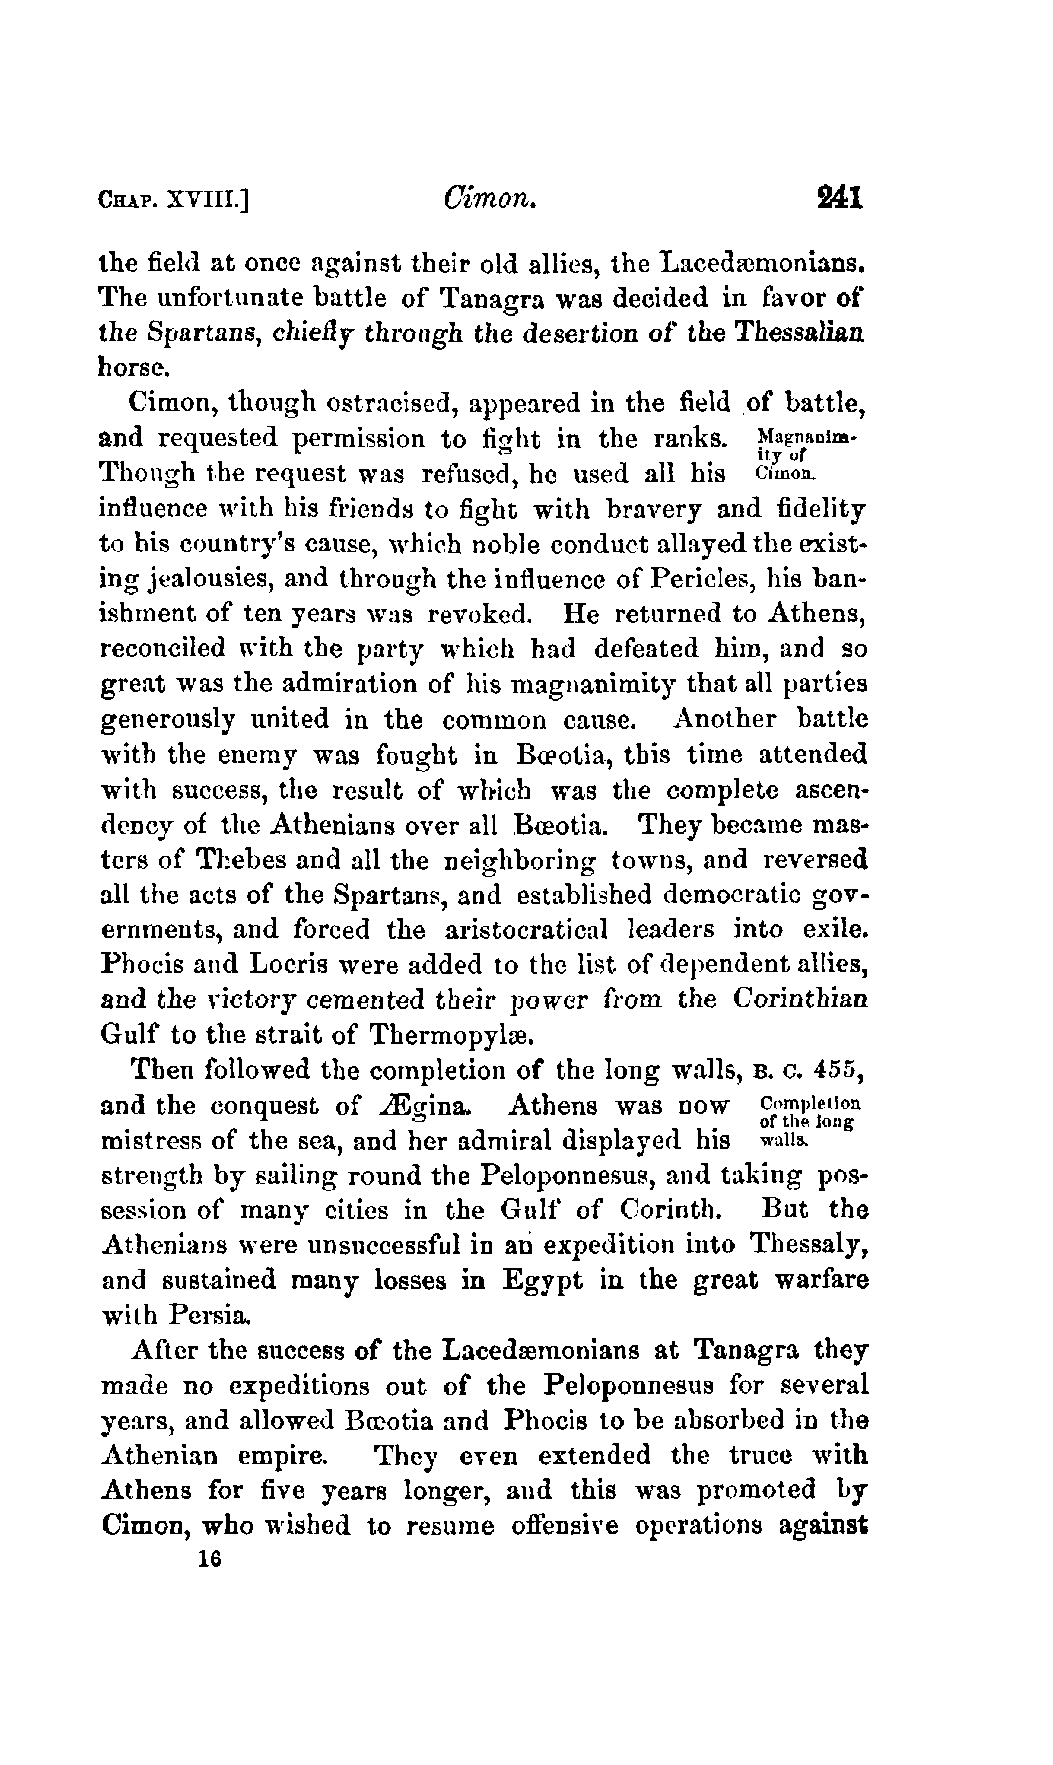 CHAP. XVIII.] Cimon. 241
the field at once against their old allies, the Lacedæmonians.
The unfortunate battle of Tanagra was decided in favor of
the Spartans, chiefly through the desertion of the Thessalian
horse.
Cimon, though ostracised, appeared in the field of battle,
and requested permission to fight in the ranks.
Magnanim-
ity of
Cimon.
Though the request was refused, he used all his
influence with his friends to fight with bravery and fidelity
to his country's cause, which noble conduct allayed the exist-
ing jealousies, and through the influence of Pericles, his ban-
ishment of ten years was revoked. He returned to Athens,
reconciled with the party which had defeated him, and so
great was the admiration of his magnanimity that all parties
generously united in the common cause. Another battle
with the enemy was fought in Bœotia, this time attended
with success, the result of which was the complete ascen-
dency of the Athenians over all Bœotia. They became mas-
ters of Thebes and all the neighboring towns, and reversed
all the acts of the Spartans, and established democratic gov-
ernments, and forced the aristocratical leaders into exile.
Phocis and Locris were added to the list of dependent allies,
and the victory cemented their power from the Corinthian
Gulf to the strait of Thermopylæ.
Then followed the completion of the long walls, B. C. 455,
and the conquest of Ægina. Athens was now
Completion
of the long
walls.
mistress of the sea, and her admiral displayed his
strength by sailing round the Peloponnesus, and taking pos-
session of many cities in the Gulf of Corinth. But the
Athenians were unsuccessful in an expedition into Thessaly,
and sustained many losses in Egypt in the great warfare
with Persia.
After the success of the Lacedæmonians at Tanagra they
made no expeditions out of the Peloponnesus for several
years, and allowed Bœotia and Phocis to be absorbed in the
Athenian empire. They even extended the truce with
Athens for five years longer, and this was promoted by
Cimon, who wished to resume offensive operations against
16